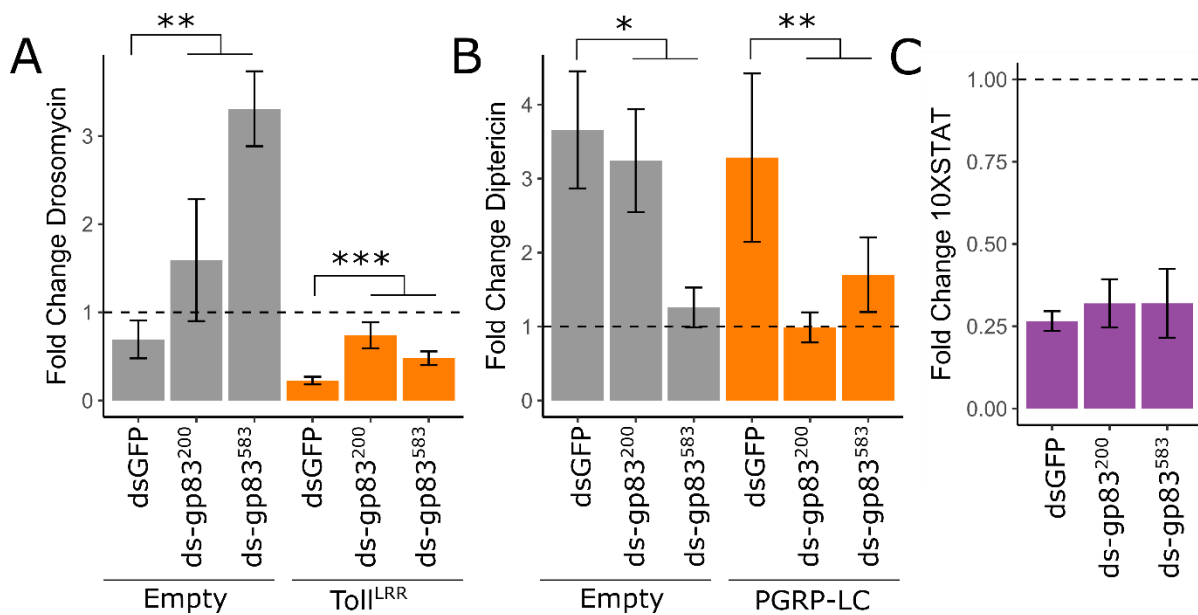 A
Fold Change Drosomycin
3
2
1
0
**
***
dsGFP
ds-gp83²⁰⁰
ds-gp83⁵⁸³
dsGFP
ds-gp83²⁰⁰
ds-gp83⁵⁸³
Empty
Tollᴸᴿᴿ
B
Fold Change Diptericin
4
3
2
1
0
*
**
dsGFP
ds-gp83²⁰⁰
ds-gp83⁵⁸³
dsGFP
ds-gp83²⁰⁰
ds-gp83⁵⁸³
Empty
PGRP-LC
C
Fold Change 10XSTAT
1.00
0.75
0.50
0.25
0.00
dsGFP
ds-gp83²⁰⁰
ds-gp83⁵⁸³